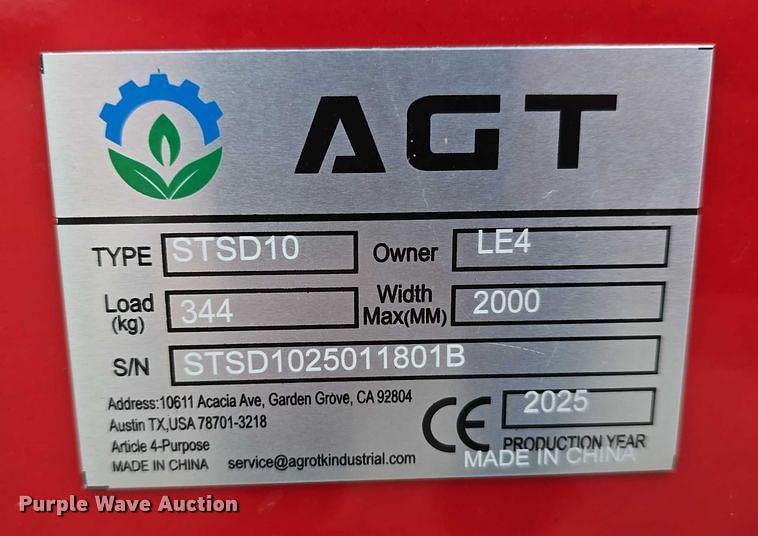 AGT
TYPE STSD10 Owner LE4
Load (kg) 344 Width Max(MM) 2000
S/N STSD1025011801B
Address:10611 Acacia Ave, Garden Grove, CA 92804
Austin TX,USA 78701-3218
Article 4-Purpose
MADE IN CHINA service@agrotkindustrial.com
CE 2025
PRODUCTION YEAR
MADE IN CHINA
Purple Wave Auction